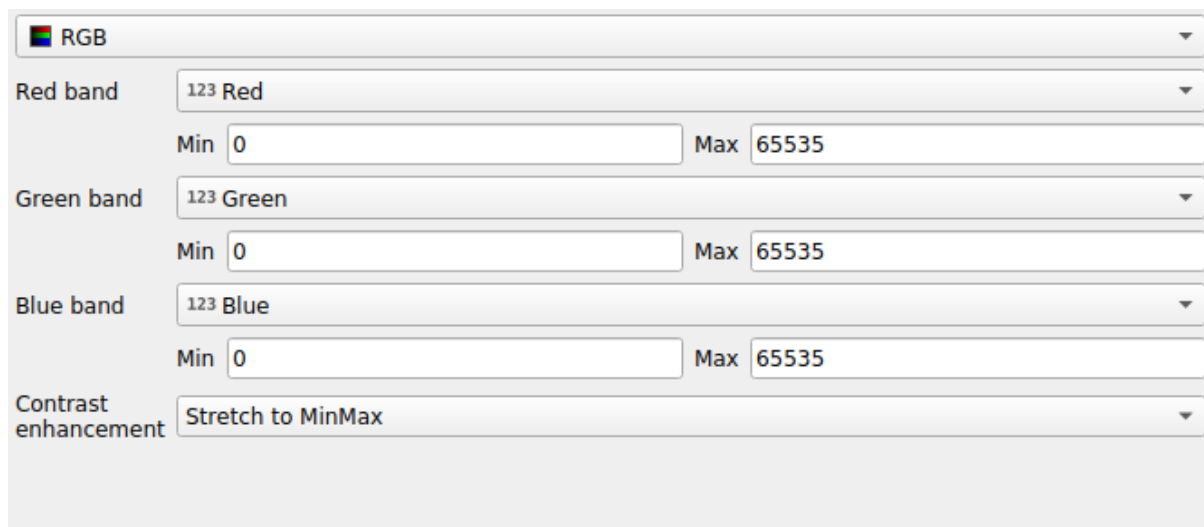 RGB
Red band 123 Red
Min 0 Max 65535
Green band 123 Green
Min 0 Max 65535
Blue band 123 Blue
Min 0 Max 65535
Contrast
enhancement Stretch to MinMax